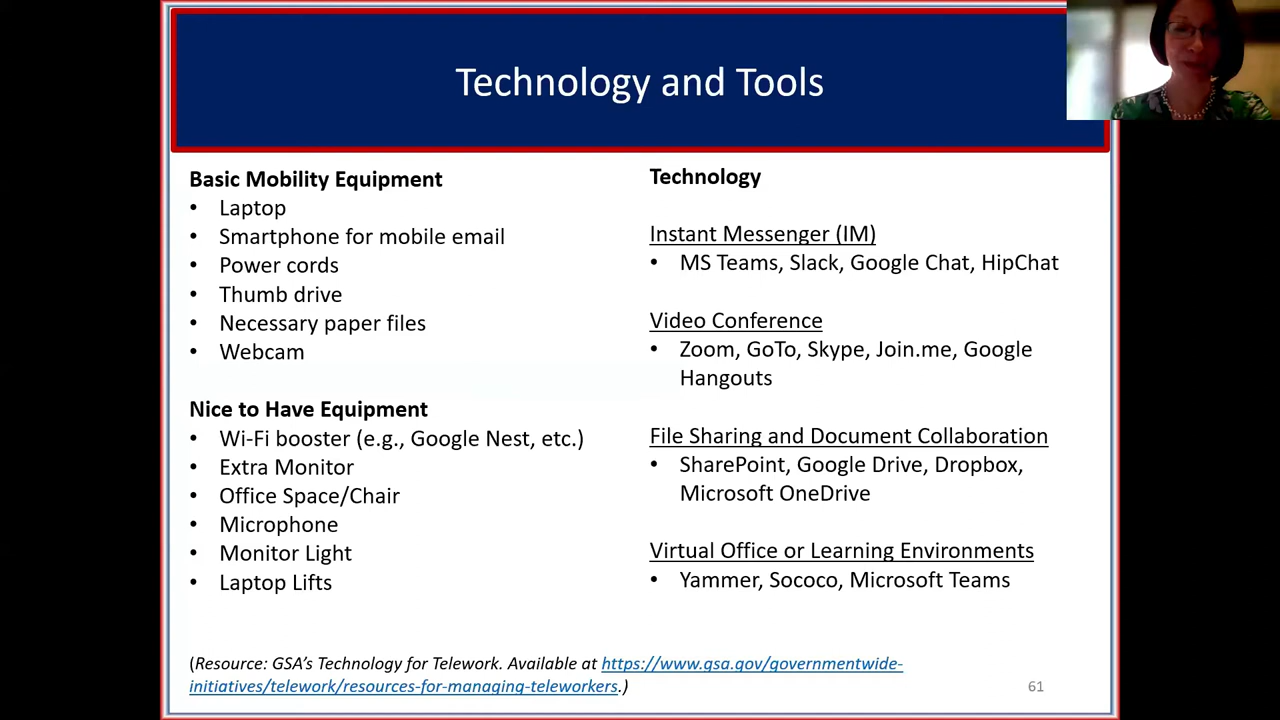 Technology and Tools
Basic Mobility Equipment
• Laptop
• Smartphone for mobile email
• Power cords
• Thumb drive
• Necessary paper files
• Webcam
Nice to Have Equipment
• Wi-Fi booster (e.g., Google Nest, etc.)
• Extra Monitor
• Office Space/Chair
• Microphone
• Monitor Light
• Laptop Lifts
Technology
Instant Messenger (IM)
• MS Teams, Slack, Google Chat, HipChat
Video Conference
• Zoom, GoTo, Skype, Join.me, Google
Hangouts
File Sharing and Document Collaboration
• SharePoint, Google Drive, Dropbox,
Microsoft OneDrive
Virtual Office or Learning Environments
• Yammer, Sococo, Microsoft Teams
(Resource: GSA's Technology for Telework. Available at https://www.gsa.gov/governmentwide-
initiatives/telework/resources-for-managing-teleworkers.)
61